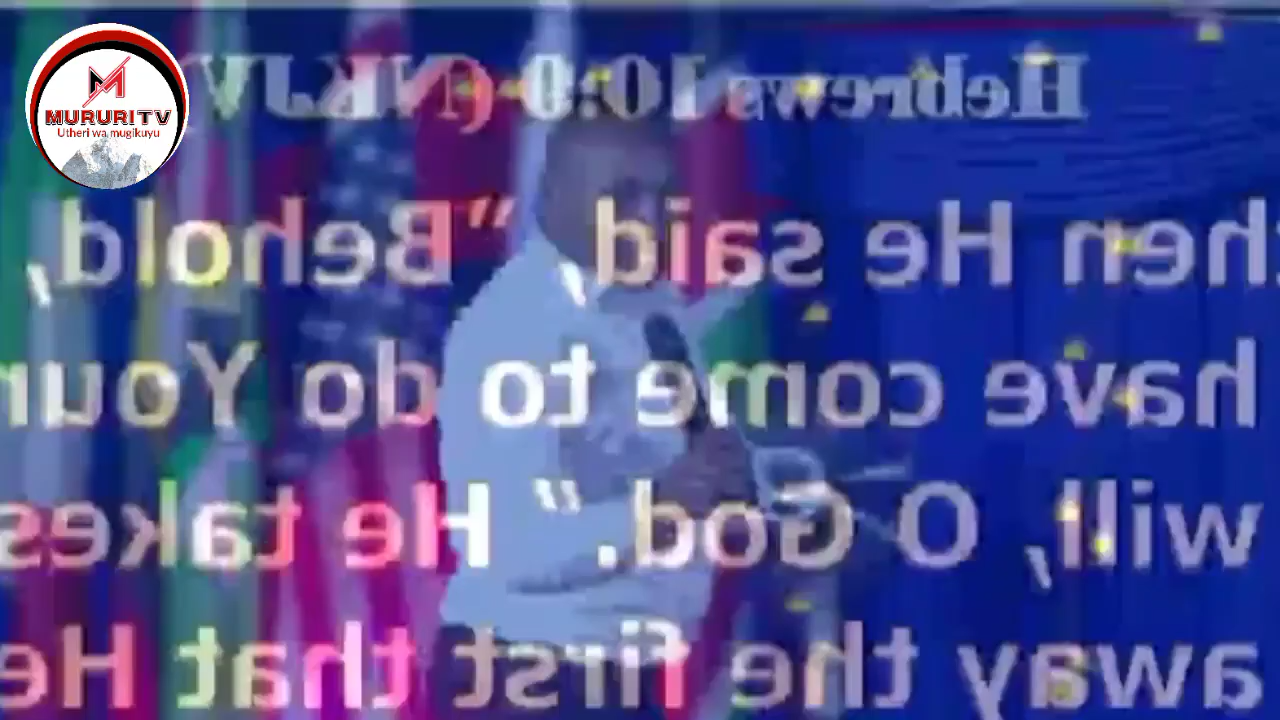 MURURI TV
Utheri wa mugikuyu
Hebrews 10:9 (NKJV
then He said, "Behold,
have come to do Your
will, O God." He takes
away the first that He